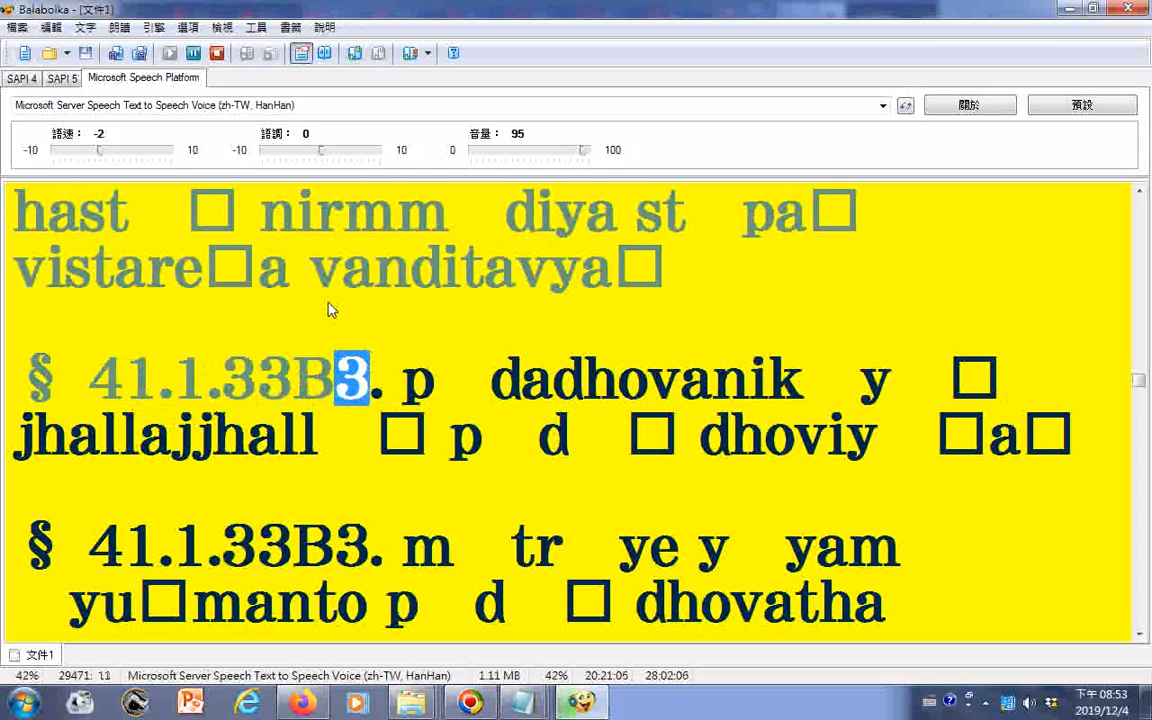 Balabolka - [文件1]
檔案 編輯 文字 朗讀 引擎 選項 檢視 工具 書籤 說明
SAPI 4 SAPI 5 Microsoft Speech Platform
Microsoft Server Speech Text to Speech Voice (zh-TW, HanHan) 關於 預設
語速： -2 語調： 0 音量： 95
-10 10 -10 10 0 100
hast □ nirmm diya st pa□
vistare□a vanditavya□
§ 41.1.33B3. p dadhovanik y □
jhallajjhall □ p d □ dhoviy □a□
§ 41.1.33B3. m tr ye y yam
yu□manto p d □ dhovatha
文件1
42% 29471: 11 Microsoft Server Speech Text to Speech Voice (zh-TW, HanHan) 1.11 MB 42% 20:21:06 28:02:06
下午 08:53
2019/12/4